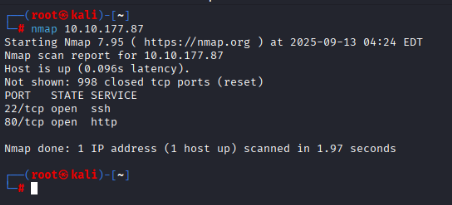 ┌──(root㉿kali)-[~]
└─# nmap 10.10.177.87
Starting Nmap 7.95 ( https://nmap.org ) at 2025-09-13 04:24 EDT
Nmap scan report for 10.10.177.87
Host is up (0.096s latency).
Not shown: 998 closed tcp ports (reset)
PORT   STATE SERVICE
22/tcp open  ssh
80/tcp open  http
Nmap done: 1 IP address (1 host up) scanned in 1.97 seconds
┌──(root㉿kali)-[~]
└─#